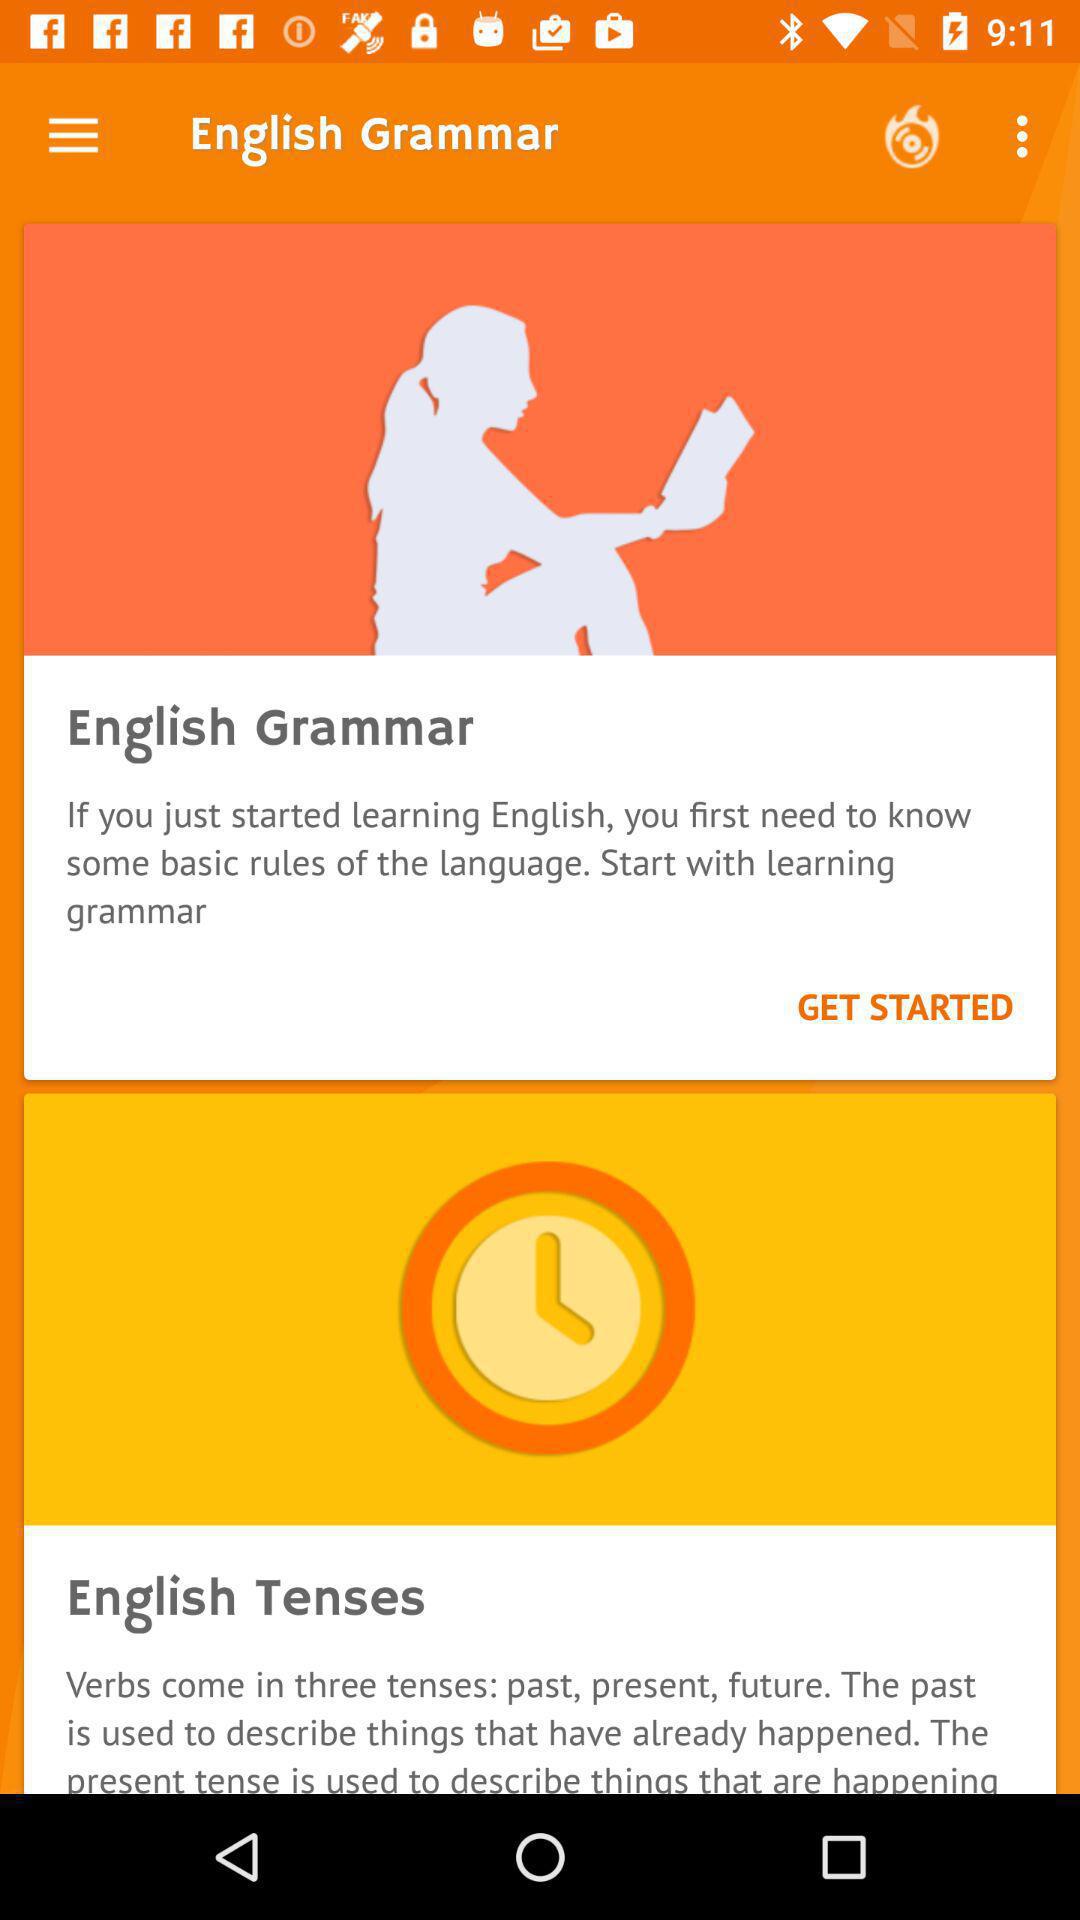 FAKE
9:11
English Grammar
English Grammar
If you just started learning English, you first need to know
some basic rules of the language. Start with learning
grammar
GET STARTED
English Tenses
Verbs come in three tenses: past, present, future. The past
is used to describe things that have already happened. The
present tense is used to describe things that are happening